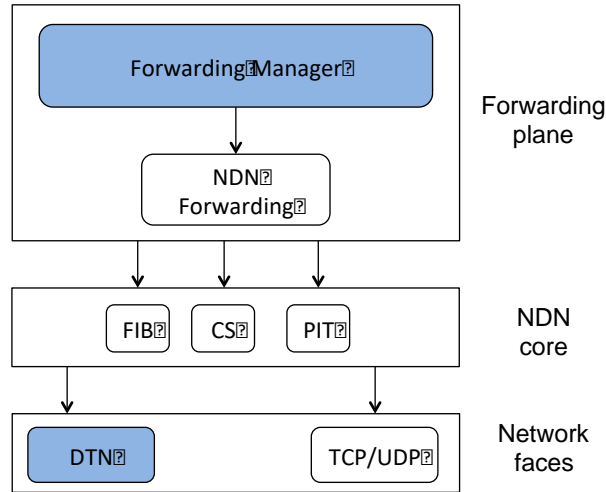 Forwarding Manager
Forwarding
plane
NDN
Forwarding
FIB
CS
PIT
NDN
core
DTN
TCP/UDP
Network
faces